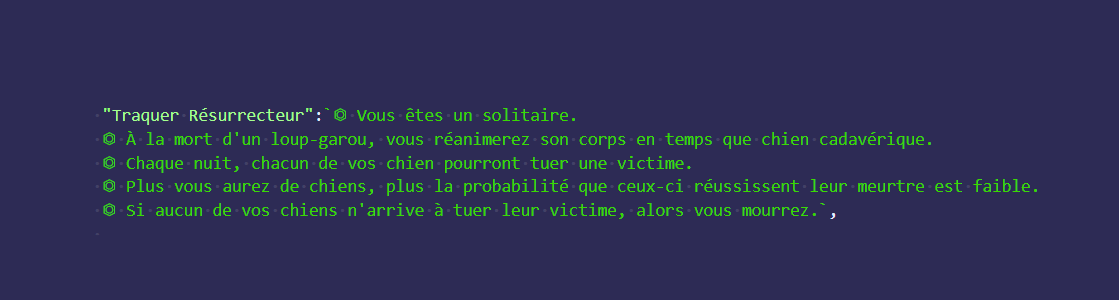 "Traquer Résurrecteur":`⏣ Vous êtes un solitaire.
⏣ À la mort d'un loup-garou, vous réanimerez son corps en temps que chien cadavérique.
⏣ Chaque nuit, chacun de vos chien pourront tuer une victime.
⏣ Plus vous aurez de chiens, plus la probabilité que ceux-ci réussissent leur meurtre est faible.
⏣ Si aucun de vos chiens n'arrive à tuer leur victime, alors vous mourrez.`,